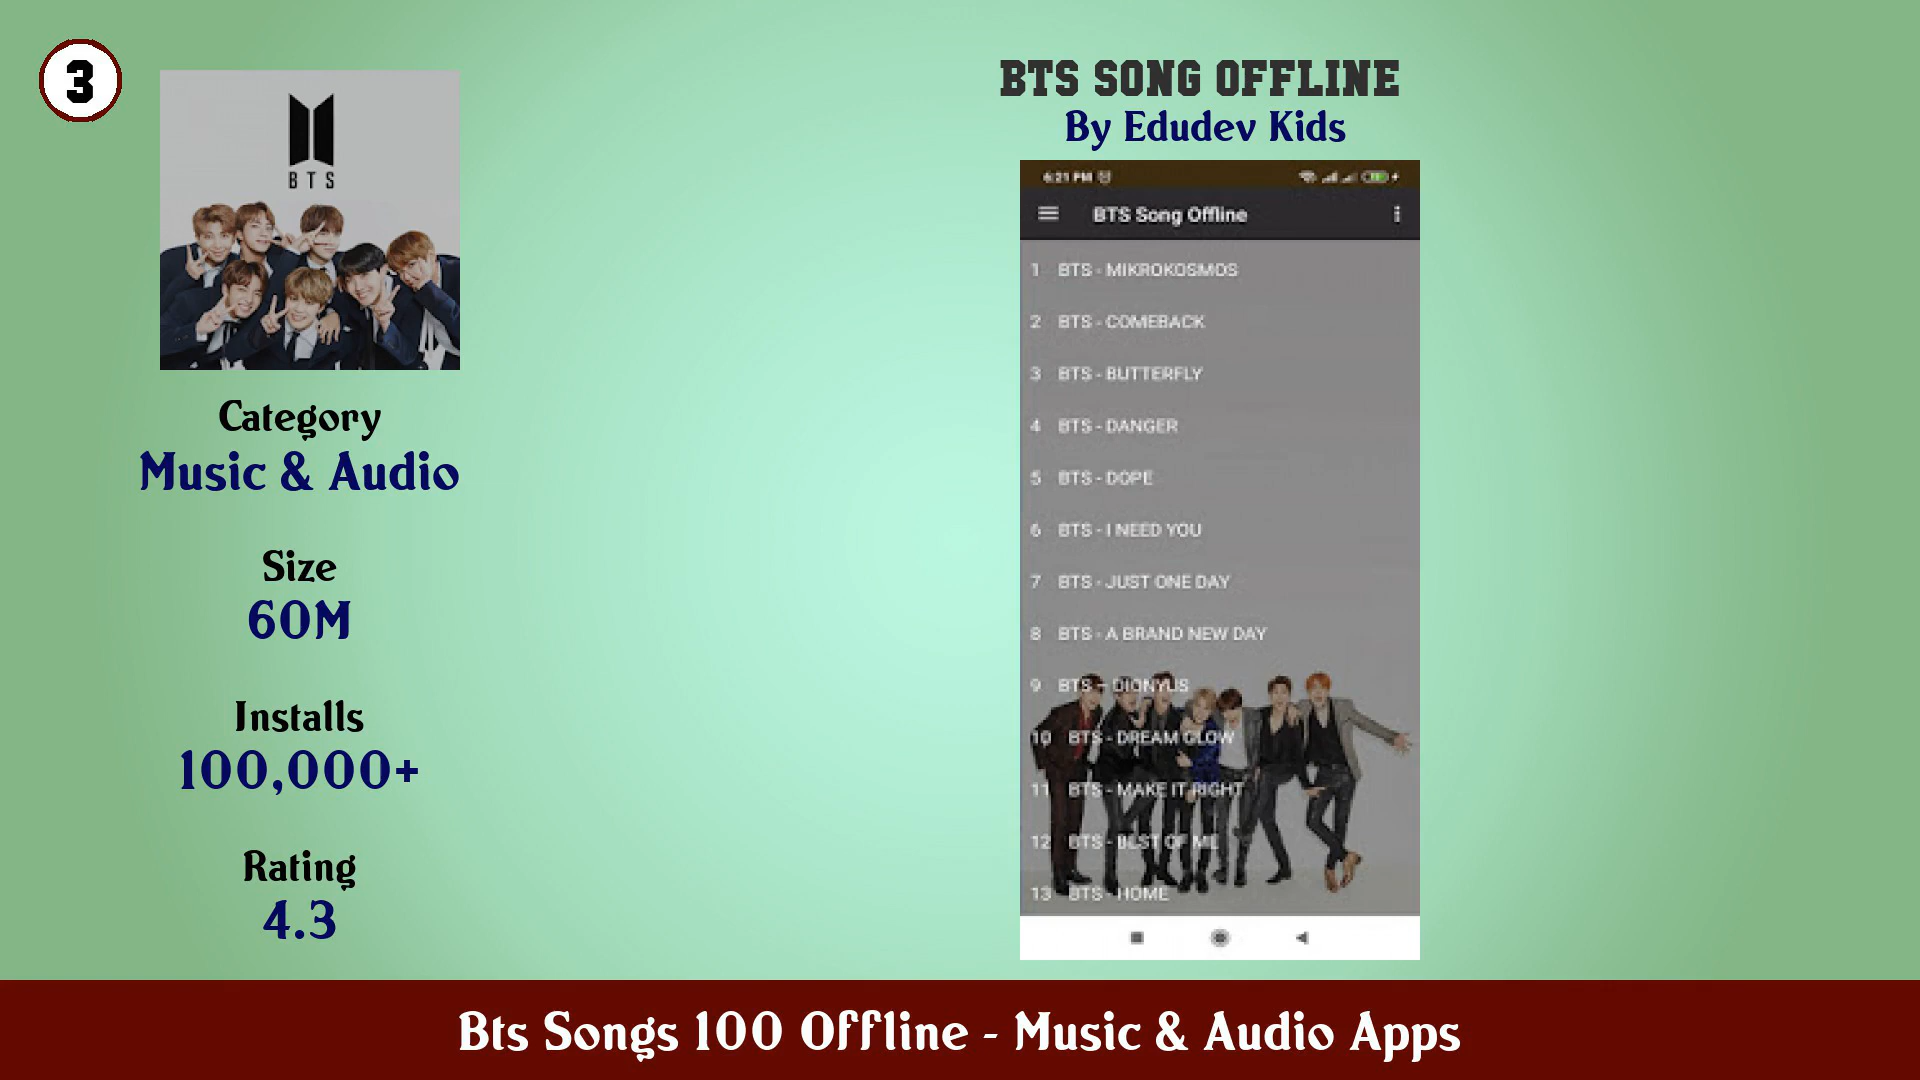 3
BTS
BTS SONG OFFLINE
By Edudev Kids
Category
Music & Audio
Size
60M
Installs
100,000+
Rating
4.3
6:21 PM
BTS Song Offline
1 BTS - MIKROKOSMOS
2 BTS - COMEBACK
3 BTS - BUTTERFLY
4 BTS - DANGER
5 BTS - DOPE
6 BTS - I NEED YOU
7 BTS - JUST ONE DAY
8 BTS - A BRAND NEW DAY
9 BTS – DIONYUS
10 BTS - DREAM GLOW
11 BTS - MAKE IT RIGHT
12 BTS - BEST OF ME
13 BTS - HOME
Bts Songs 100 Offline - Music & Audio Apps